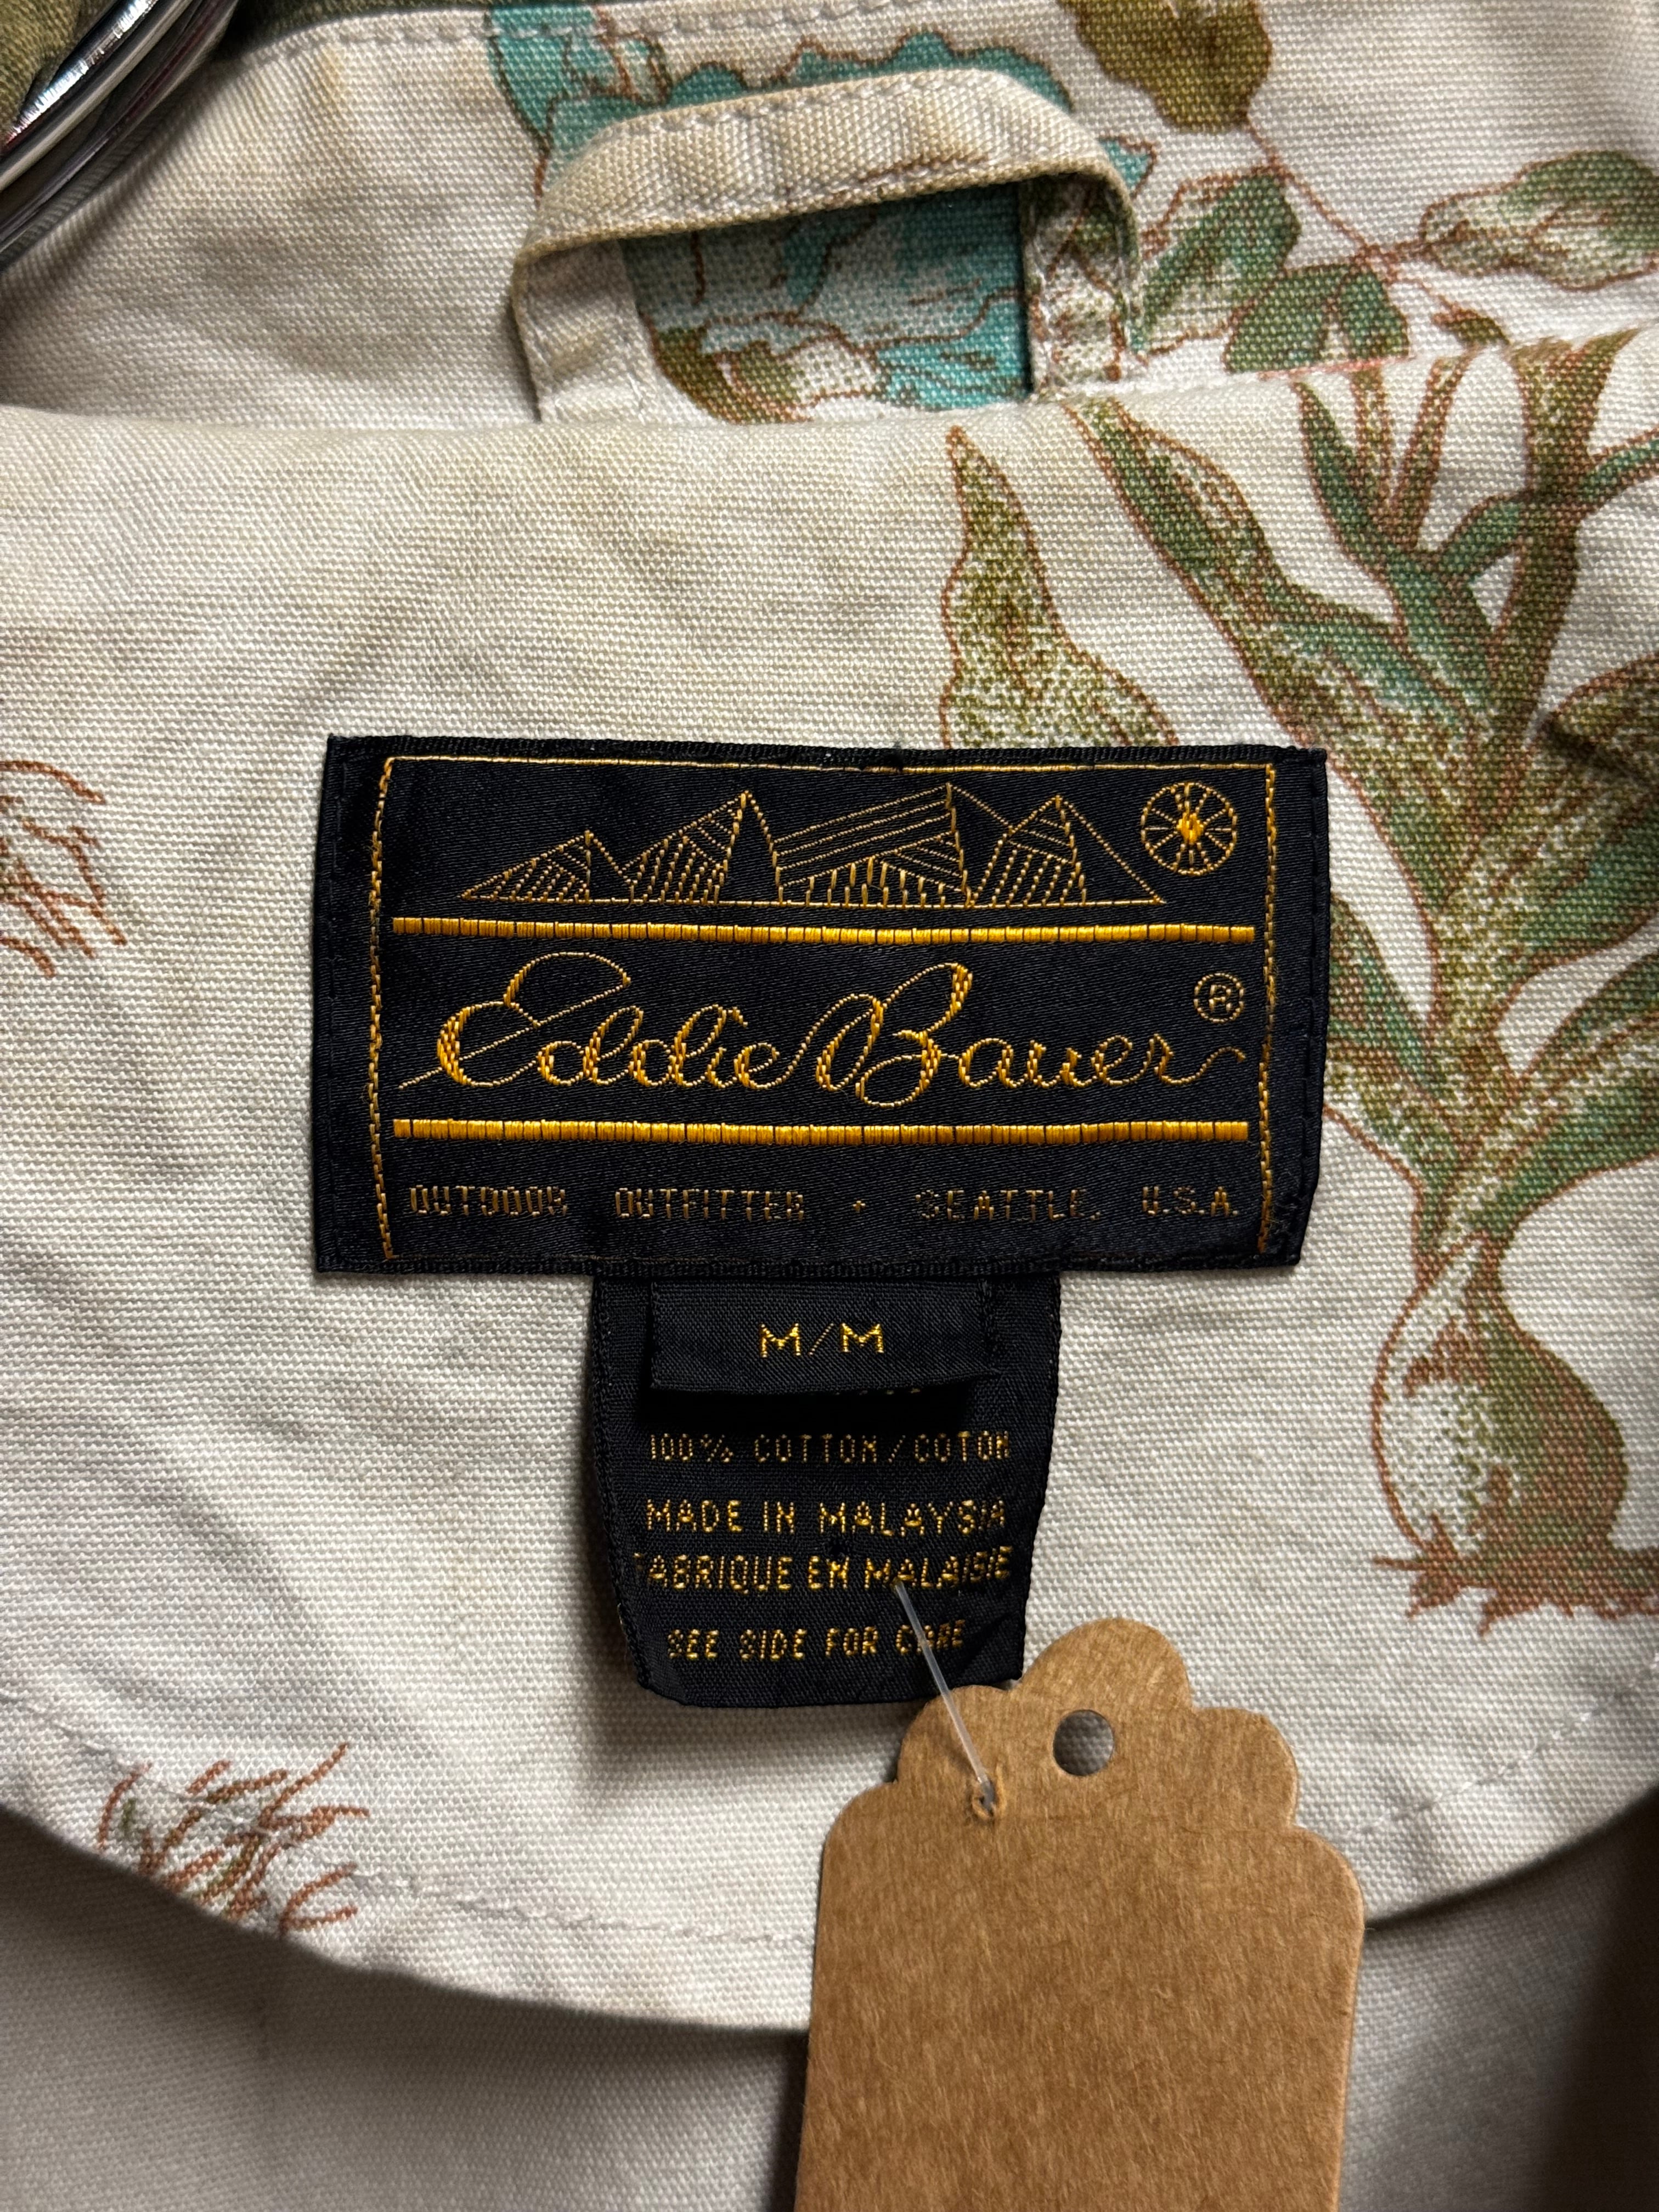 Eddie Bauer®
OUTDOOR OUTFITTER • SEATTLE, U.S.A.
M/M
100% COTTON/COTON
MADE IN MALAYSIA
FABRIQUE EN MALAISIE
SEE SIDE FOR CARE